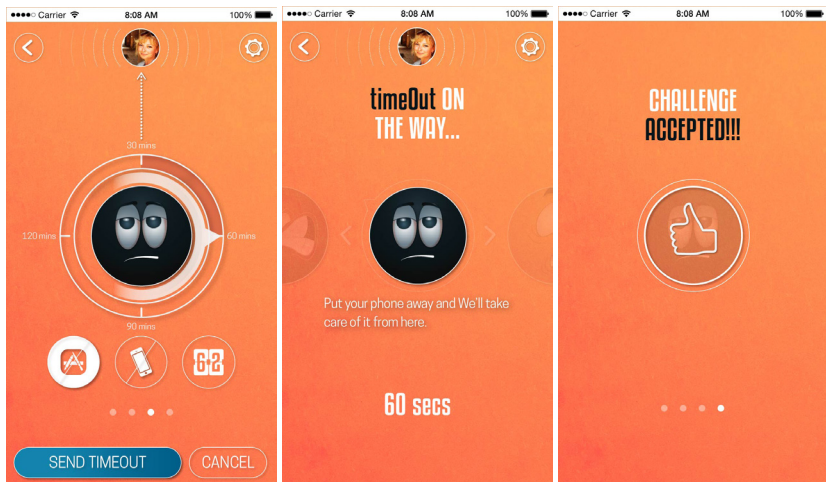 Carrier 8:08 AM 100%
30 mins
120 mins
60 mins
90 mins
62
SEND TIMEOUT
CANCEL
Carrier 8:08 AM 100%
timeOut ON
THE WAY...
Put your phone away and We'll take
care of it from here.
60 secs
Carrier 8:08 AM 100%
CHALLENGE
ACCEPTED!!!